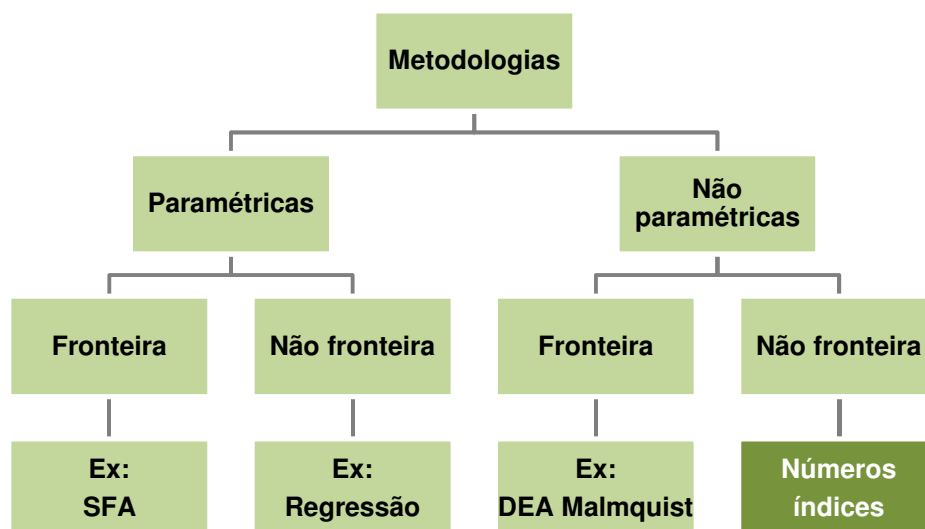 Metodologias
Paramétricas
Não
paramétricas
Fronteira
Não fronteira
Fronteira
Não fronteira
Ex:
SFA
Ex:
Regressão
Ex:
DEA Malmquist
Números
índices